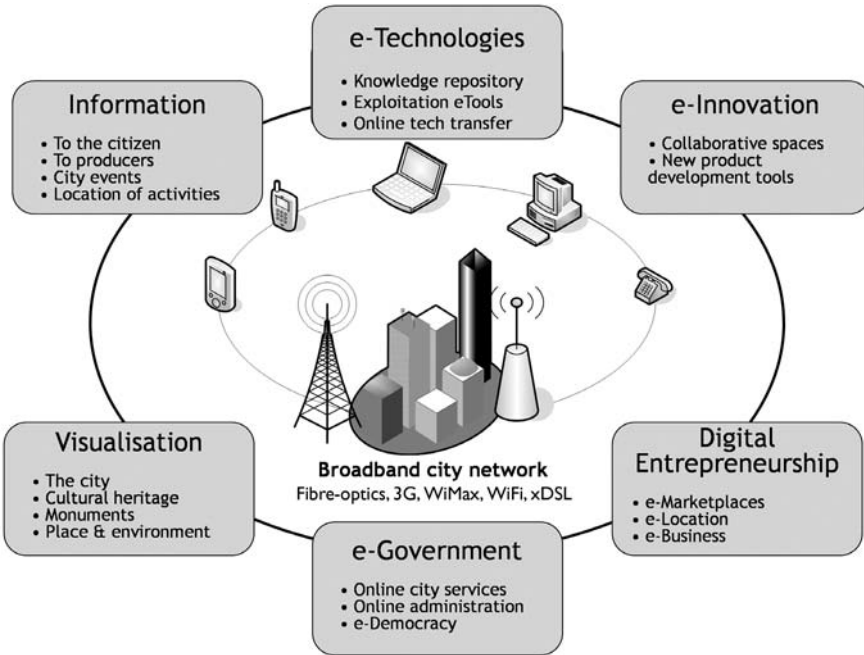 e-Technologies
• Knowledge repository
• Exploitation eTools
• Online tech transfer
Information
• To the citizen
• To producers
• City events
• Location of activities
e-Innovation
• Collaborative spaces
• New product
development tools
Visualisation
• The city
• Cultural heritage
• Monuments
• Place & environment
Broadband city network
Fibre-optics, 3G, WiMax, WiFi, xDSL
Digital
Entrepreneurship
• e-Marketplaces
• e-Location
• e-Business
e-Government
• Online city services
• Online administration
• e-Democracy